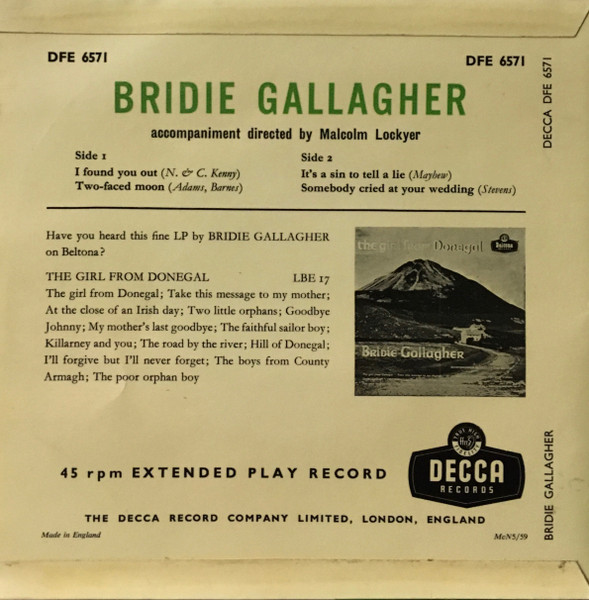 DFE 6571
DFE 6571
DECCA DFE 6571
BRIDIE GALLAGHER
accompaniment directed by Malcolm Lockyer
Side 1
I found you out (N. & C. Kenny)
Two-faced moon (Adams, Barnes)
Side 2
It's a sin to tell a lie (Mayhew)
Somebody cried at your wedding (Stevens)
Have you heard this fine LP by BRIDIE GALLAGHER
on Beltona?
THE GIRL FROM DONEGAL LBE 17
The girl from Donegal; Take this message to my mother;
At the close of an Irish day; Two little orphans; Goodbye
Johnny; My mother's last goodbye; The faithful sailor boy;
Killarney and you; The road by the river; Hill of Donegal;
I'll forgive but I'll never forget; The boys from County
Armagh; The poor orphan boy
the girl from Donegal
Beltona
Bridie Gallagher
45 rpm EXTENDED PLAY RECORD
DECCA
RECORDS
THE DECCA RECORD COMPANY LIMITED, LONDON, ENGLAND
Made in England
McN5/59
BRIDIE GALLAGHER